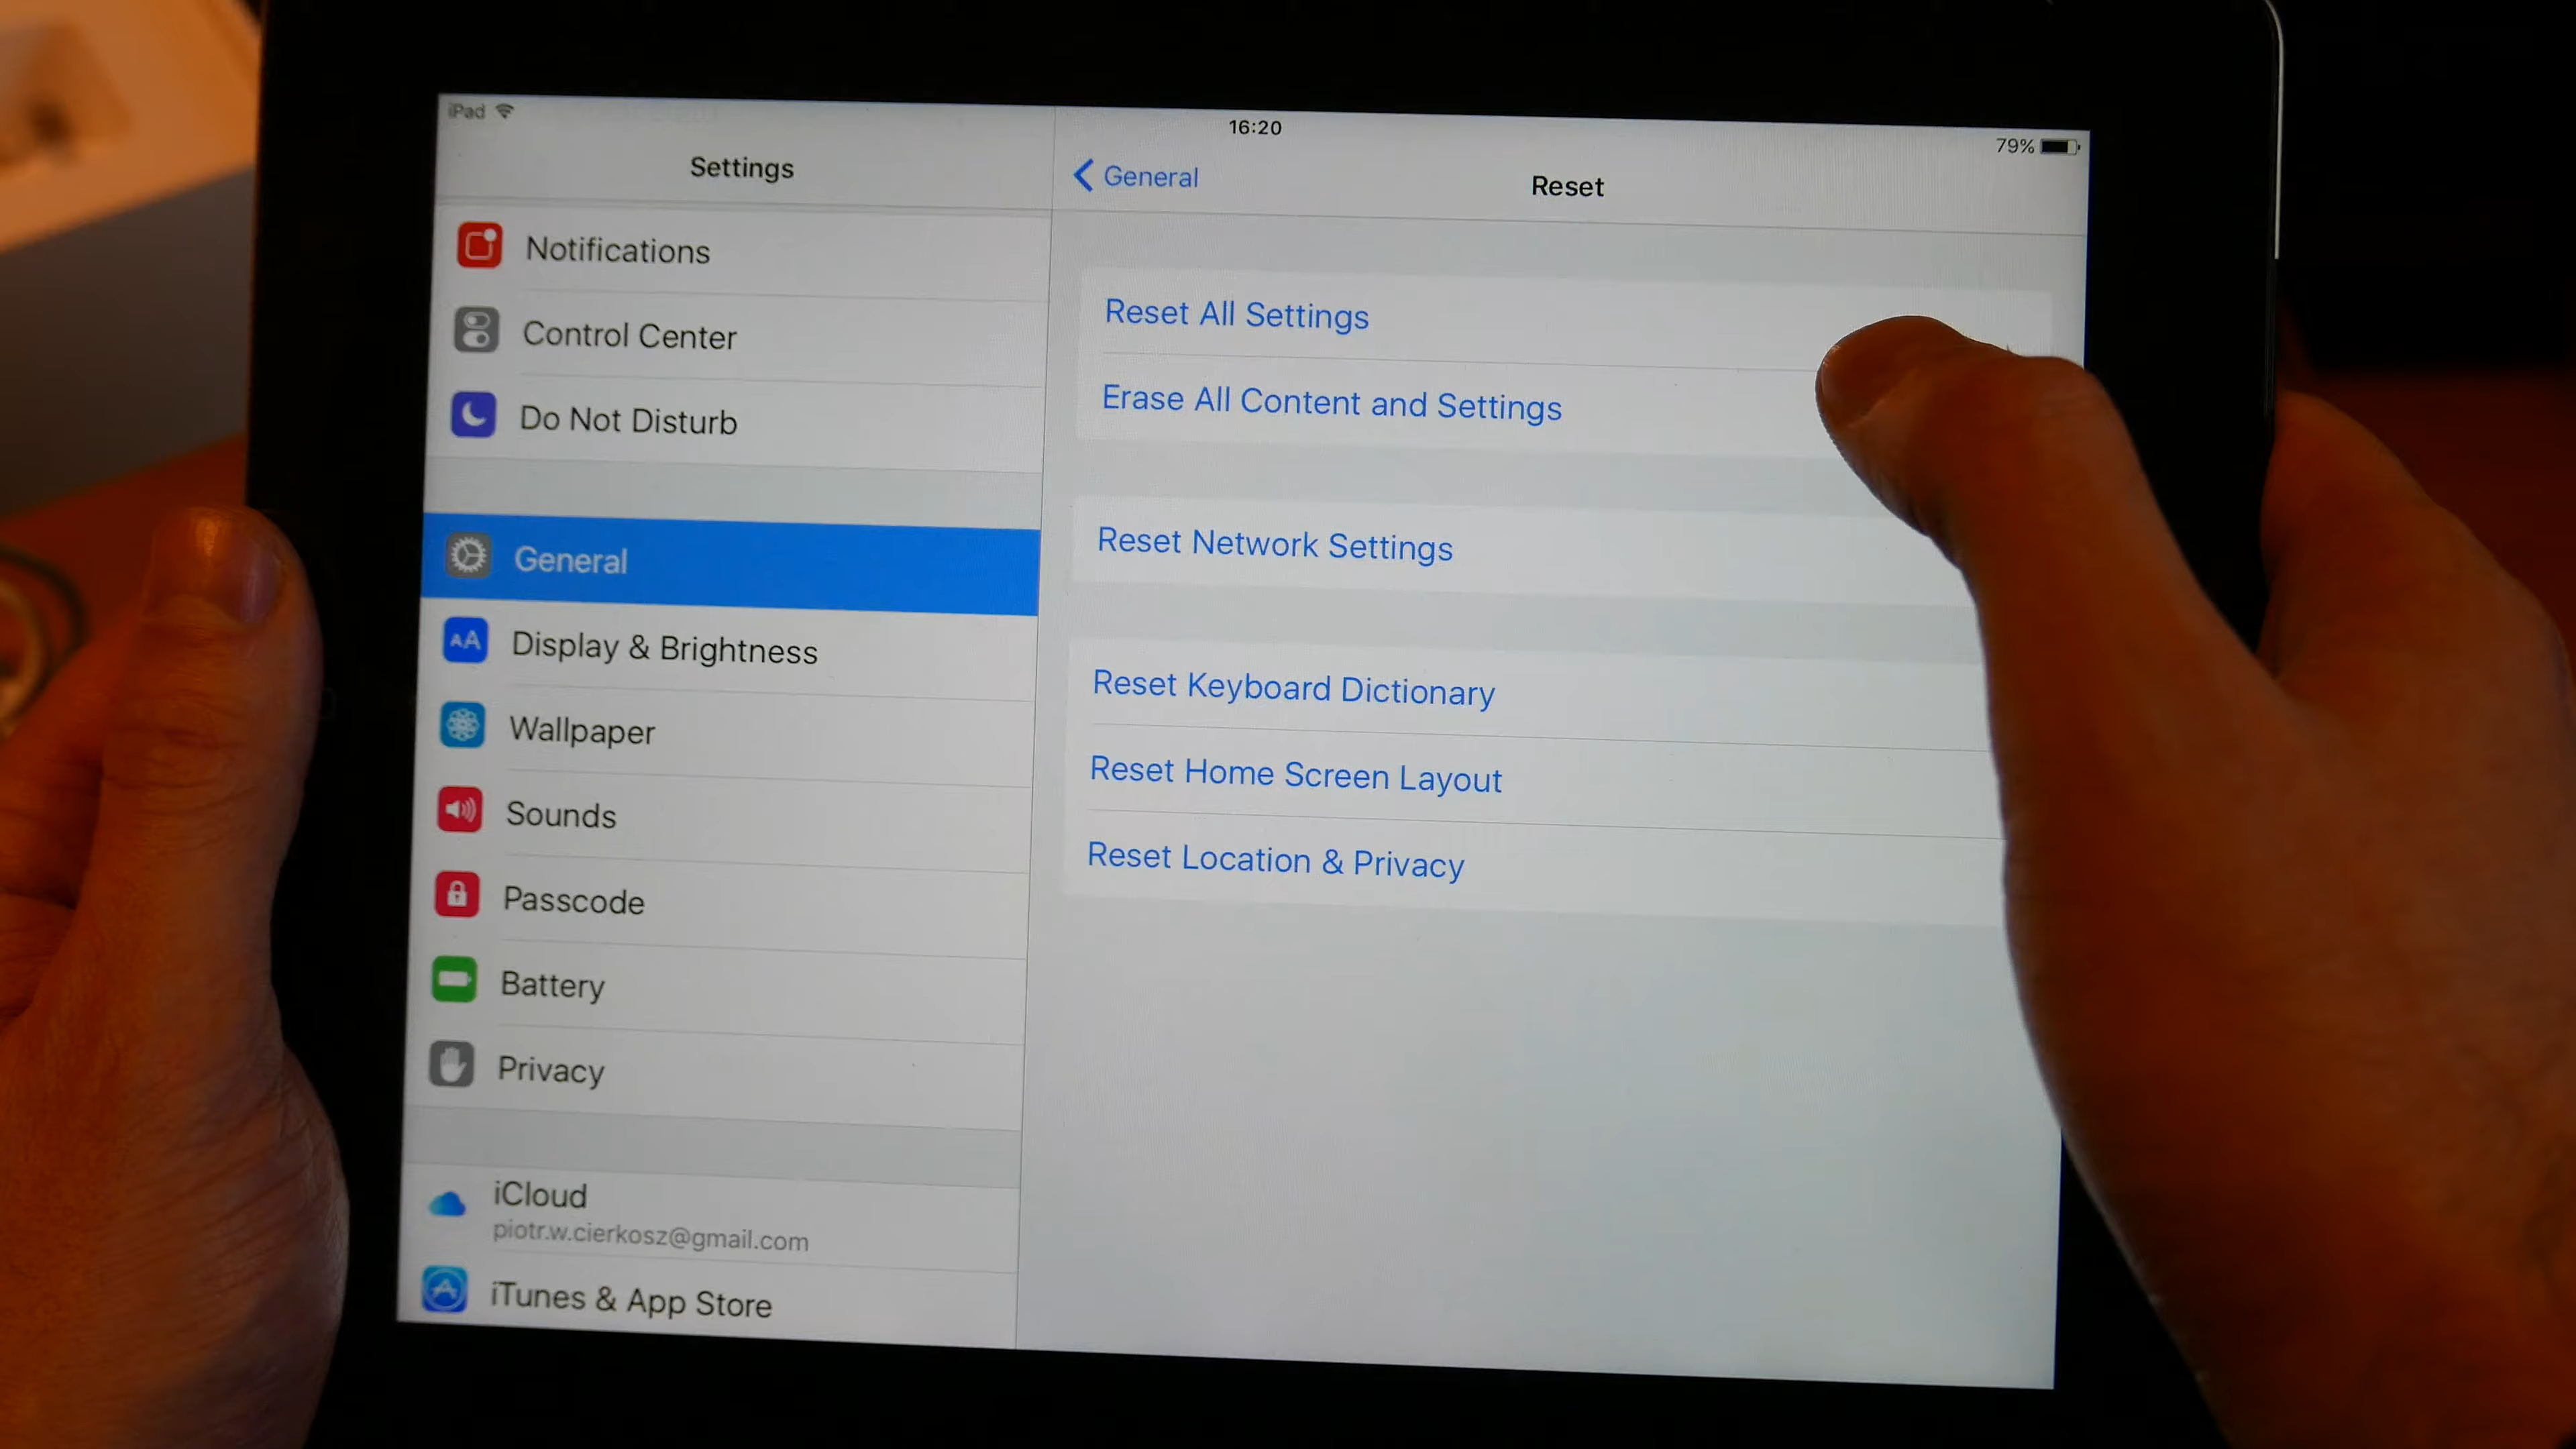 iPad
16:20
79%
Settings
General
Reset
Notifications
Control Center
Do Not Disturb
General
AA
Display & Brightness
Wallpaper
Sounds
Passcode
Battery
Privacy
iCloud
piotr.w.cierkosz@gmail.com
iTunes & App Store
Reset All Settings
Erase All Content and Settings
Reset Network Settings
Reset Keyboard Dictionary
Reset Home Screen Layout
Reset Location & Privacy